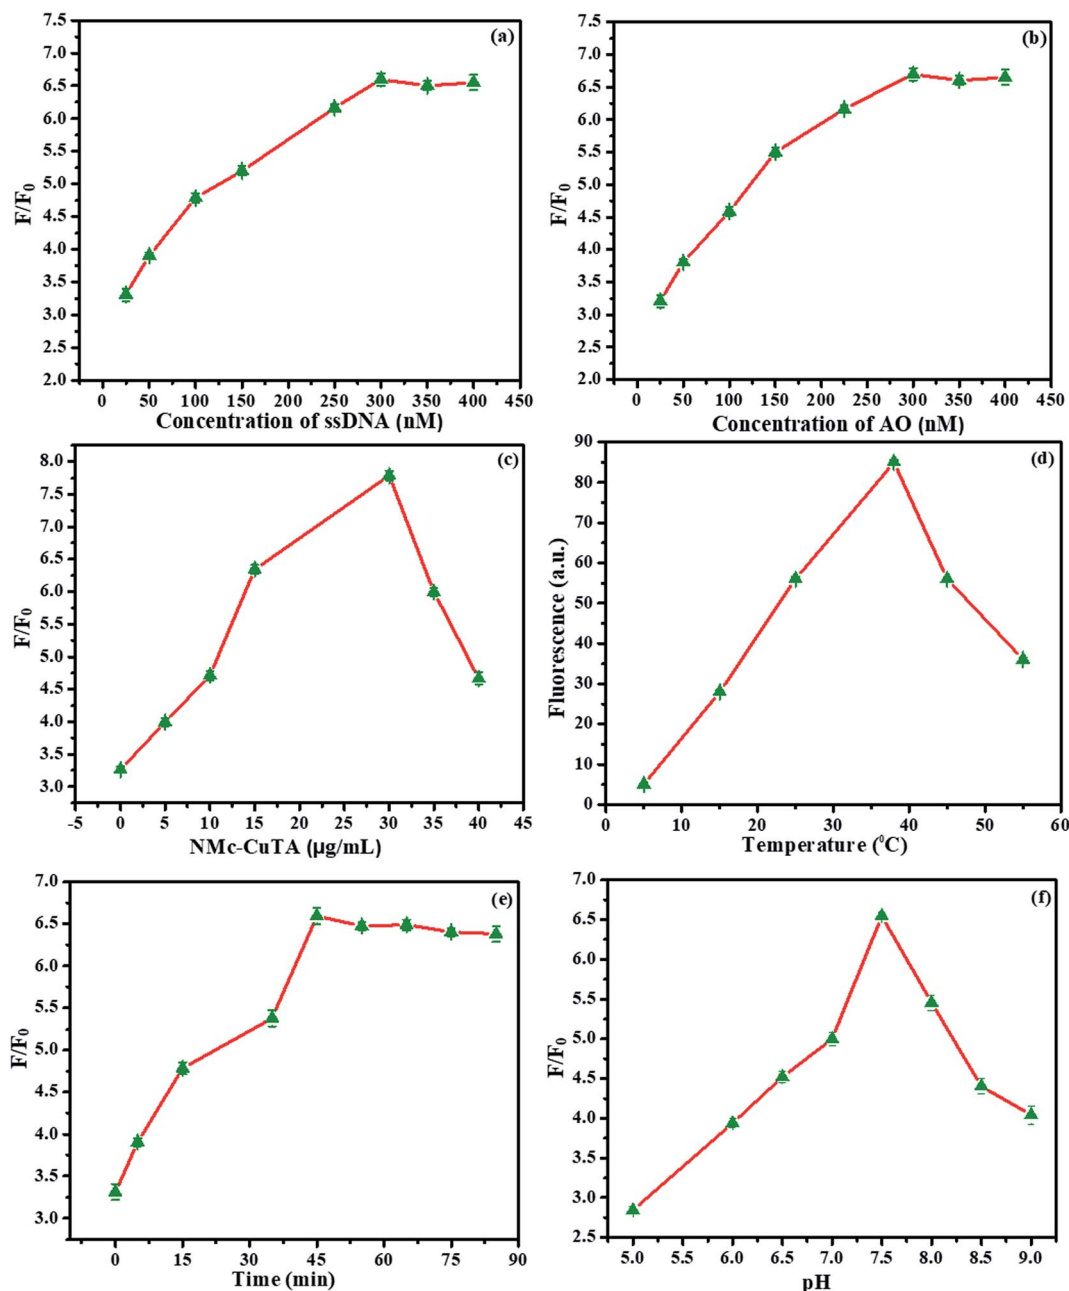 (a)
7.5
7.0
6.5
6.0
5.5
5.0
4.5
4.0
3.5
3.0
2.5
2.0
F/F0
0 50 100 150 200 250 300 350 400 450
Concentration of ssDNA (nM)
(b)
7.5
7.0
6.5
6.0
5.5
5.0
4.5
4.0
3.5
3.0
2.5
2.0
F/F0
0 50 100 150 200 250 300 350 400 450
Concentration of AO (nM)
(c)
8.0
7.5
7.0
6.5
6.0
5.5
5.0
4.5
4.0
3.5
3.0
F/F0
-5 0 5 10 15 20 25 30 35 40 45
NMc-CuTA (µg/mL)
(d)
90
80
70
60
50
40
30
20
10
0
Fluorescence (a.u.)
0 10 20 30 40 50 60
Temperature (⁰C)
(e)
7.0
6.5
6.0
5.5
5.0
4.5
4.0
3.5
3.0
F/F0
0 15 30 45 60 75 90
Time (min)
(f)
7.0
6.5
6.0
5.5
5.0
4.5
4.0
3.5
3.0
2.5
F/F0
5.0 5.5 6.0 6.5 7.0 7.5 8.0 8.5 9.0
pH